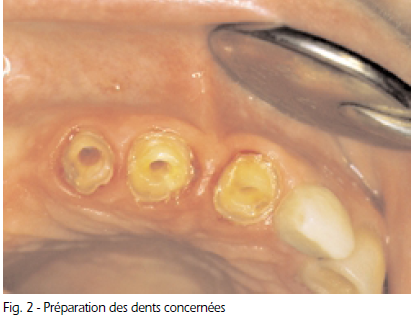 Fig. 2 - Préparation des dents concernées